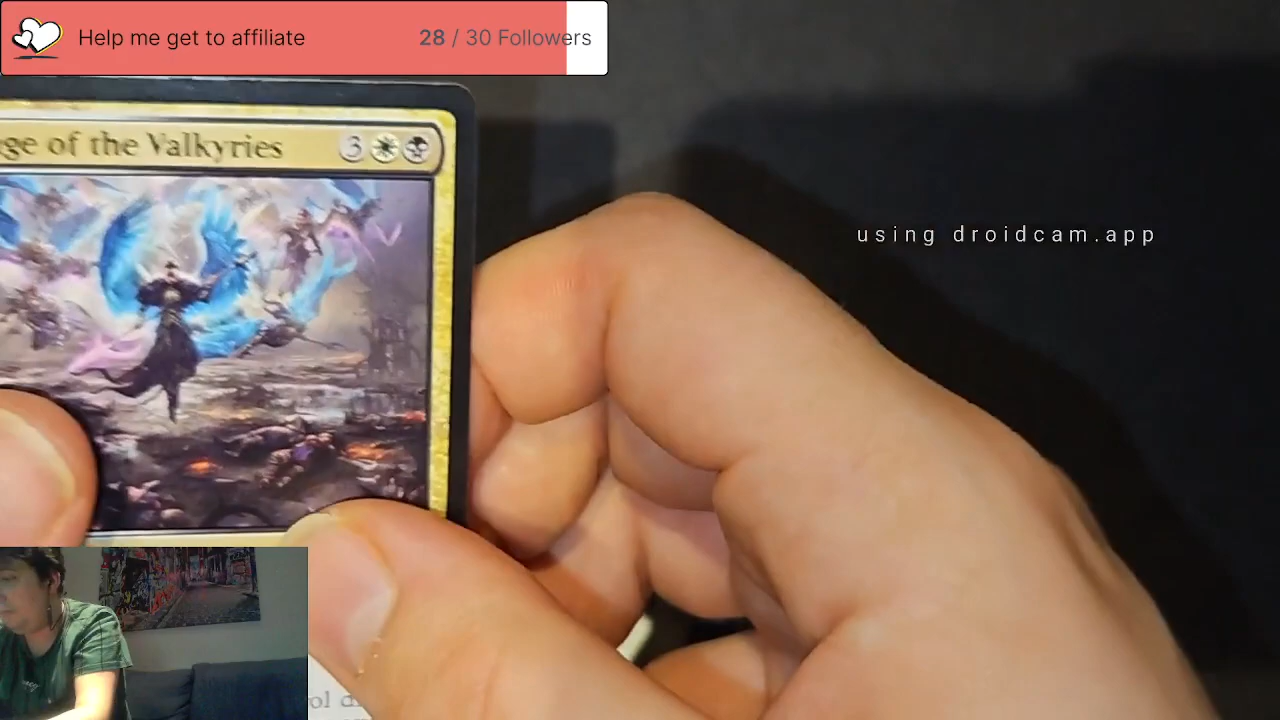 Help me get to affiliate 28 / 30 Followers
ge of the Valkyries 3
using droidcam.app